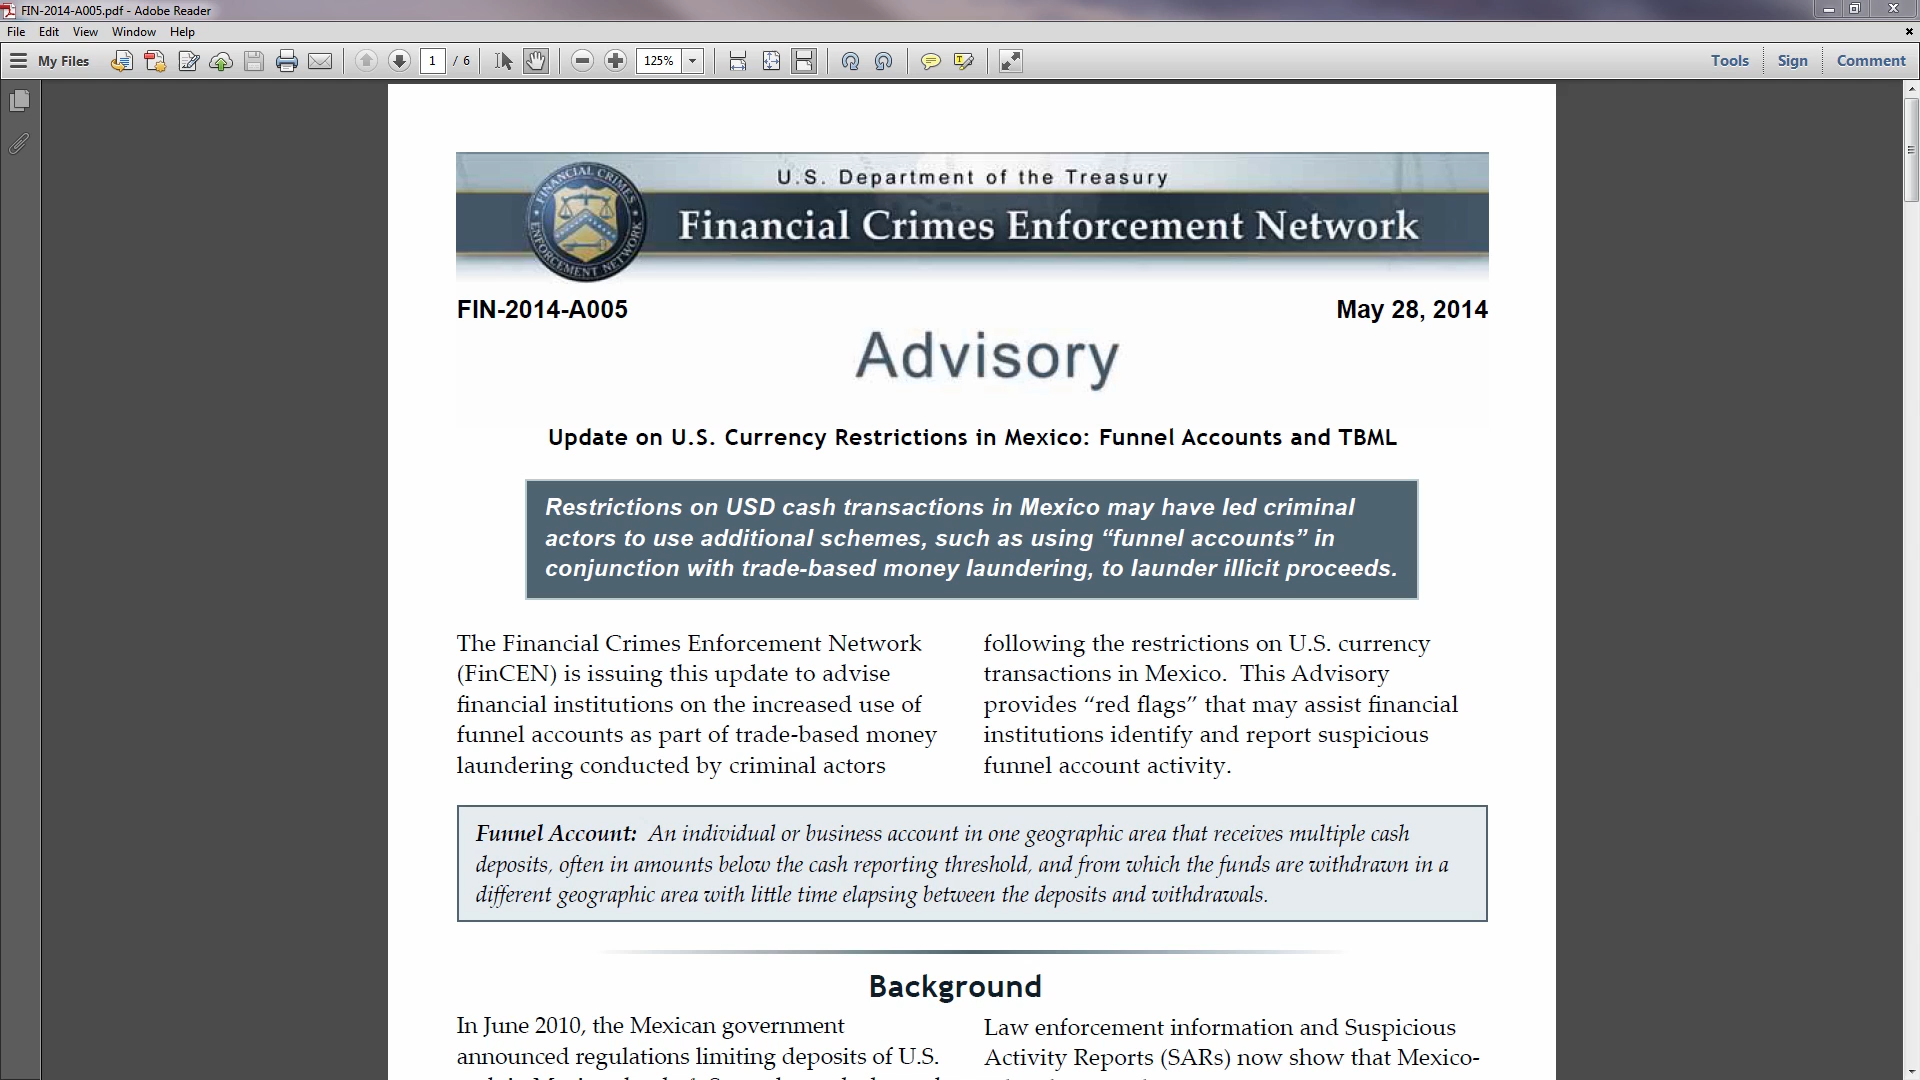 FIN-2014-A005.pdf - Adobe Reader
File Edit View Window Help
My Files 1 / 6 125% Tools Sign Comment
U.S. Department of the Treasury
Financial Crimes Enforcement Network
FINANCIAL CRIMES
ENFORCEMENT NETWORK
FIN-2014-A005 May 28, 2014
Advisory
Update on U.S. Currency Restrictions in Mexico: Funnel Accounts and TBML
Restrictions on USD cash transactions in Mexico may have led criminal
actors to use additional schemes, such as using “funnel accounts” in
conjunction with trade-based money laundering, to launder illicit proceeds.
The Financial Crimes Enforcement Network
(FinCEN) is issuing this update to advise
financial institutions on the increased use of
funnel accounts as part of trade-based money
laundering conducted by criminal actors
following the restrictions on U.S. currency
transactions in Mexico. This Advisory
provides “red flags” that may assist financial
institutions identify and report suspicious
funnel account activity.
Funnel Account: An individual or business account in one geographic area that receives multiple cash
deposits, often in amounts below the cash reporting threshold, and from which the funds are withdrawn in a
different geographic area with little time elapsing between the deposits and withdrawals.
Background
In June 2010, the Mexican government
announced regulations limiting deposits of U.S.
Law enforcement information and Suspicious
Activity Reports (SARs) now show that Mexico-